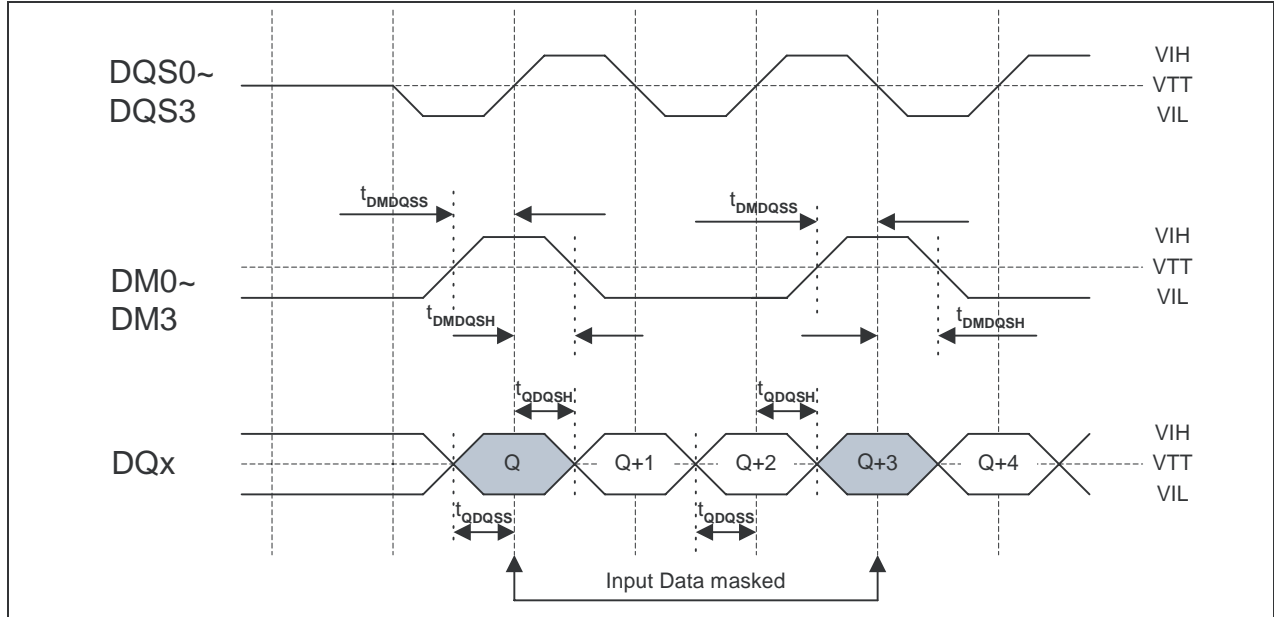 DQS0~
DQS3
VIH
VTT
VIL
tDMDQSS
tDMDQSS
DM0~
DM3
VIH
VTT
VIL
tDMDQSH
tDMDQSH
tQDQSH
tQDQSH
DQx
Q
Q+1
Q+2
Q+3
Q+4
VIH
VTT
VIL
tQDQSS
tQDQSS
Input Data masked